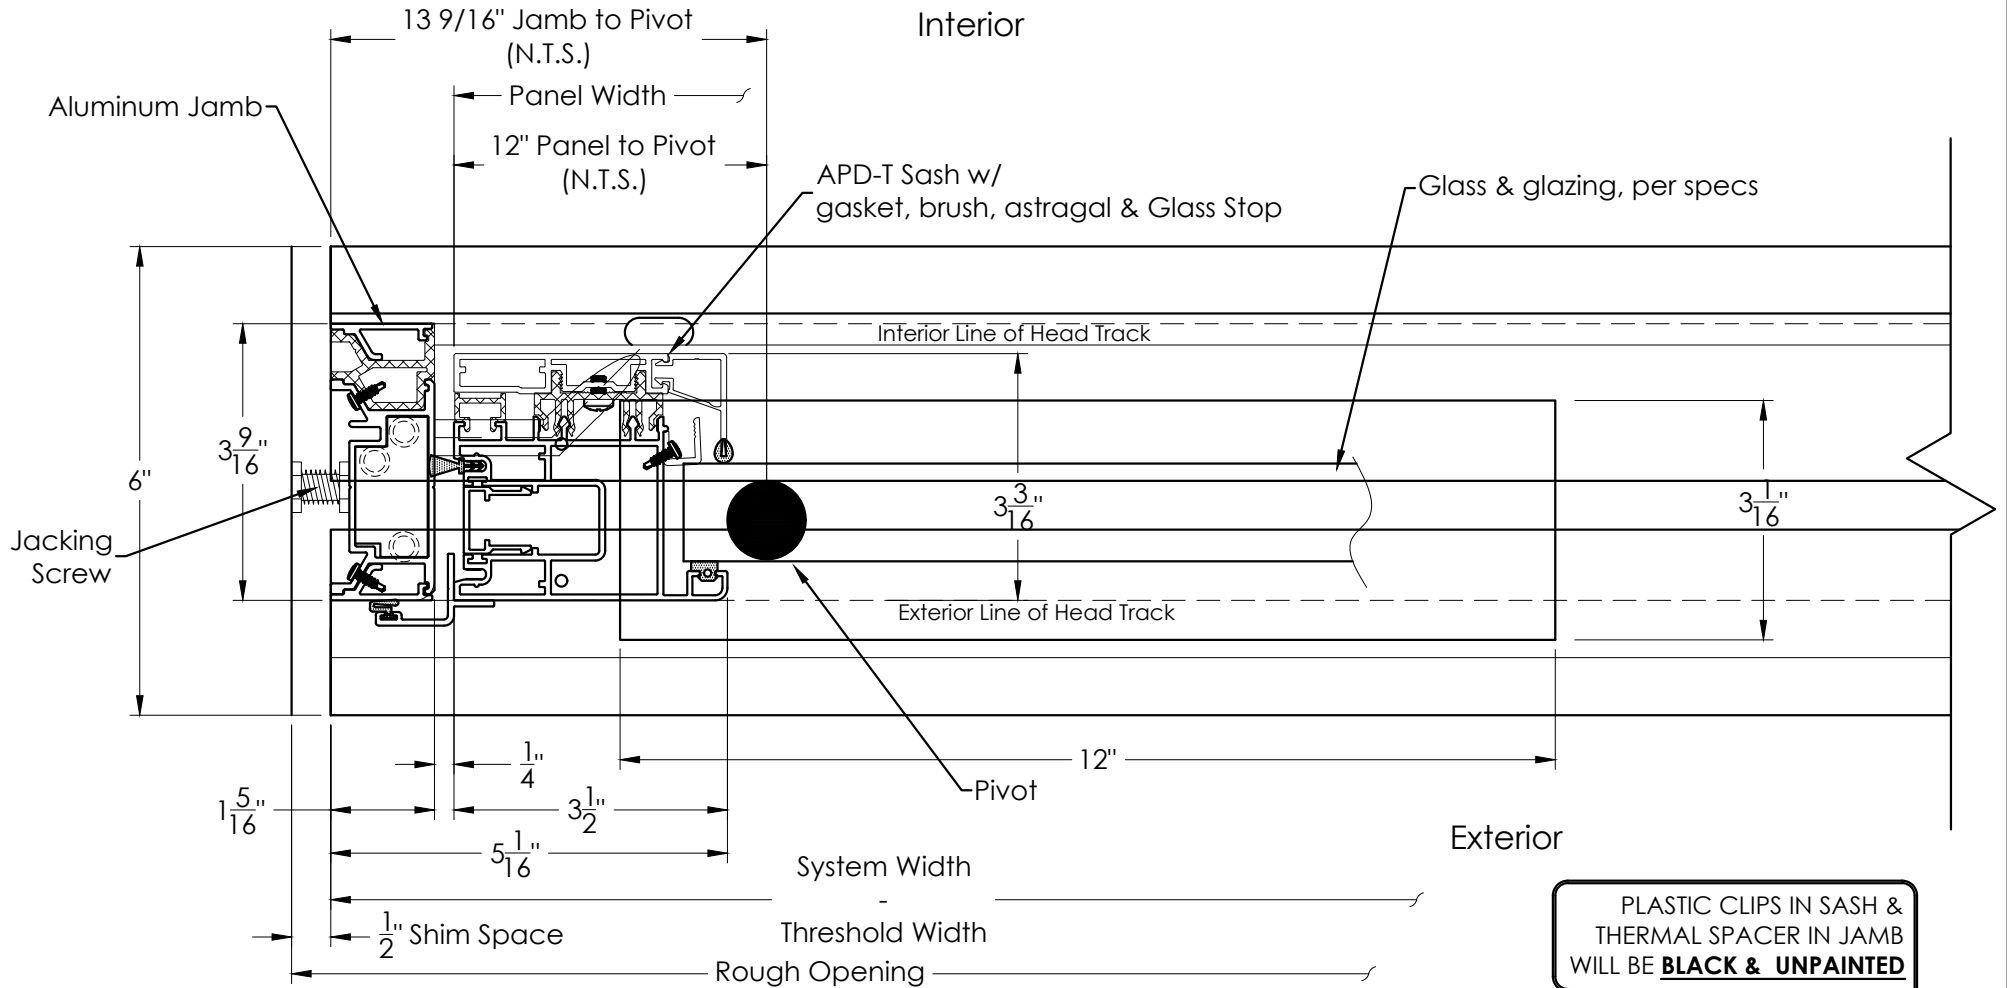 13 9/16" Jamb to Pivot
(N.T.S.)
Interior
Panel Width
Aluminum Jamb
12" Panel to Pivot
(N.T.S.)
APD-T Sash w/
gasket, brush, astragal & Glass Stop
Glass & glazing, per specs
Interior Line of Head Track
3 9/16"
6"
3 3/16"
3 1/16"
Jacking
Screw
Exterior Line of Head Track
1/4"
12"
Pivot
1 5/16"
3 1/2"
5 1/16"
Exterior
System Width
-
Threshold Width
1/2" Shim Space
Rough Opening
PLASTIC CLIPS IN SASH &
THERMAL SPACER IN JAMB
WILL BE BLACK & UNPAINTED